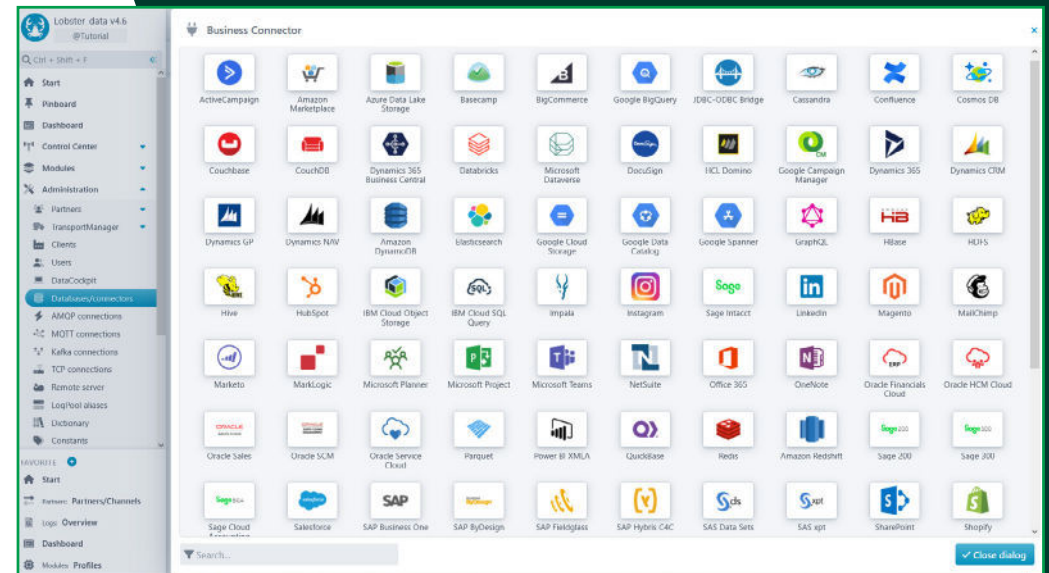 Lobster data v4.6
@Tutorial
Ctrl + Shift + F
Start
Pinboard
Dashboard
Control Center
Modules
Administration
Partners
TransportManager
Clients
Users
DataCockpit
Databases/connectors
AMQP connections
MQTT connections
Kafka connections
TCP connections
Remote server
LogPool aliases
Dictionary
Constants
FAVORITE
Start
Partners: Partners/Channels
Logs: Overview
Dashboard
Modules: Profiles
Business Connector
ActiveCampaign
Amazon Marketplace
Azure Data Lake Storage
Basecamp
BigCommerce
Google BigQuery
JDBC-ODBC Bridge
Cassandra
Confluence
Cosmos DB
Couchbase
CouchDB
Dynamics 365 Business Central
Databricks
Microsoft Dataverse
DocuSign
HCL Domino
Google Campaign Manager
Dynamics 365
Dynamics CRM
Dynamics GP
Dynamics NAV
Amazon DynamoDB
Elasticsearch
Google Cloud Storage
Google Data Catalog
Google Spanner
GraphQL
HBase
HDFS
Hive
HubSpot
IBM Cloud Object Storage
IBM Cloud SQL Query
Impala
Instagram
Sage Intacct
LinkedIn
Magento
MailChimp
Marketo
MarkLogic
Microsoft Planner
Microsoft Project
Microsoft Teams
NetSuite
Office 365
OneNote
Oracle Financials Cloud
Oracle HCM Cloud
Oracle Sales
Oracle SCM
Oracle Service Cloud
Parquet
Power BI XMLA
QuickBase
Redis
Amazon Redshift
Sage 200
Sage 300
Sage Cloud Accounting
Salesforce
SAP Business One
SAP ByDesign
SAP Fieldglass
SAP Hybris C4C
SAS Data Sets
SAS xpt
SharePoint
Shopify
Search...
Close dialog